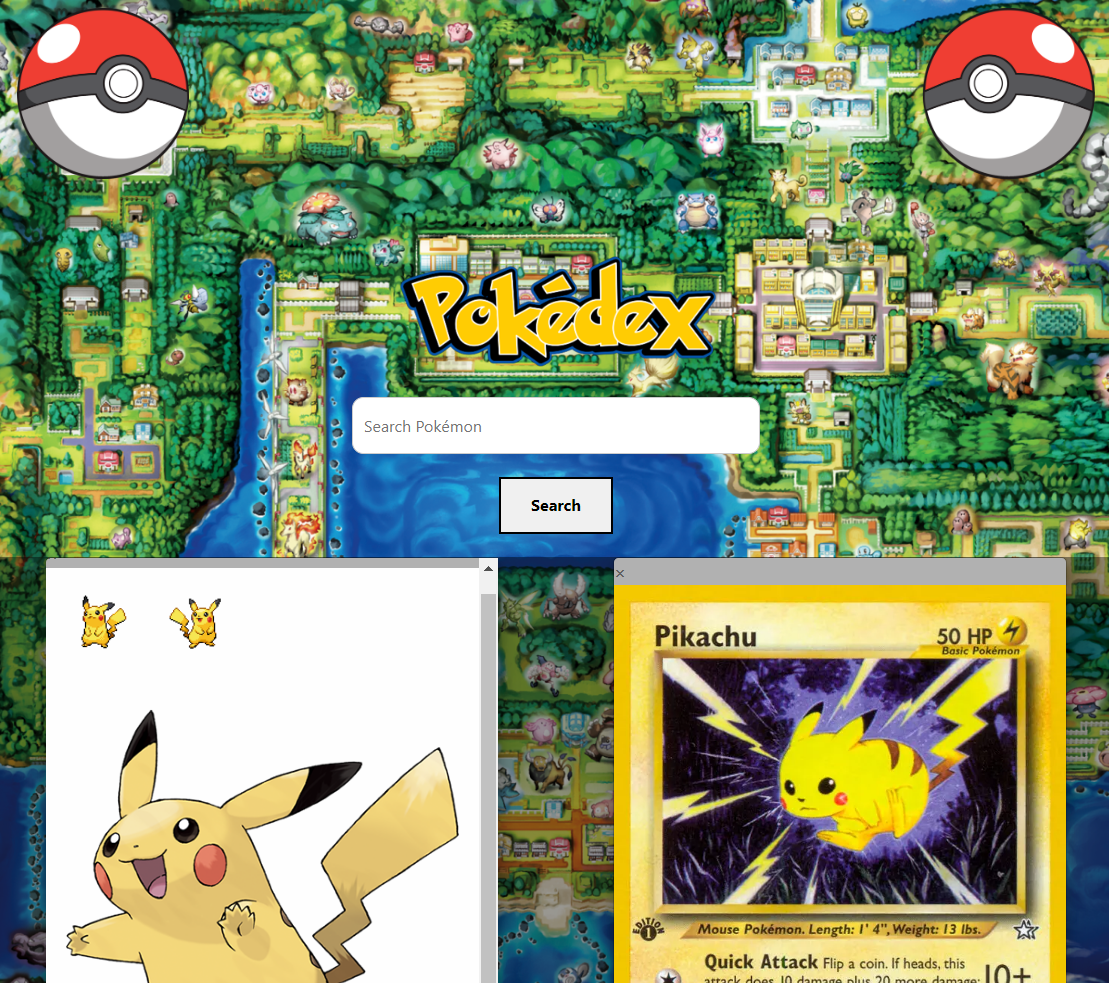 Pokédex
Search Pokémon
Search
×
Pikachu
50 HP
Basic Pokémon
EDITION
1
Mouse Pokémon. Length: 1' 4", Weight: 13 lbs.
Quick Attack Flip a coin. If heads, this
attack does 10 damage plus 20 more damage;
10+